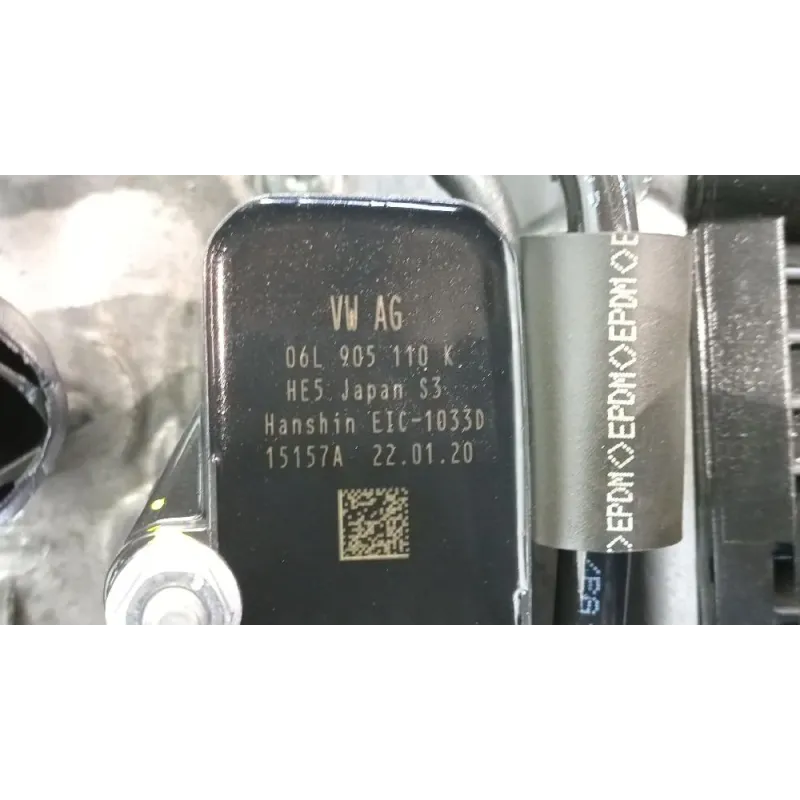 VW AG
06L 905 110 K
HE5 Japan S3
Hanshin EIC-1033D
15157A 22.01.20
>EPDM<>EPDM<>EPDM<>E